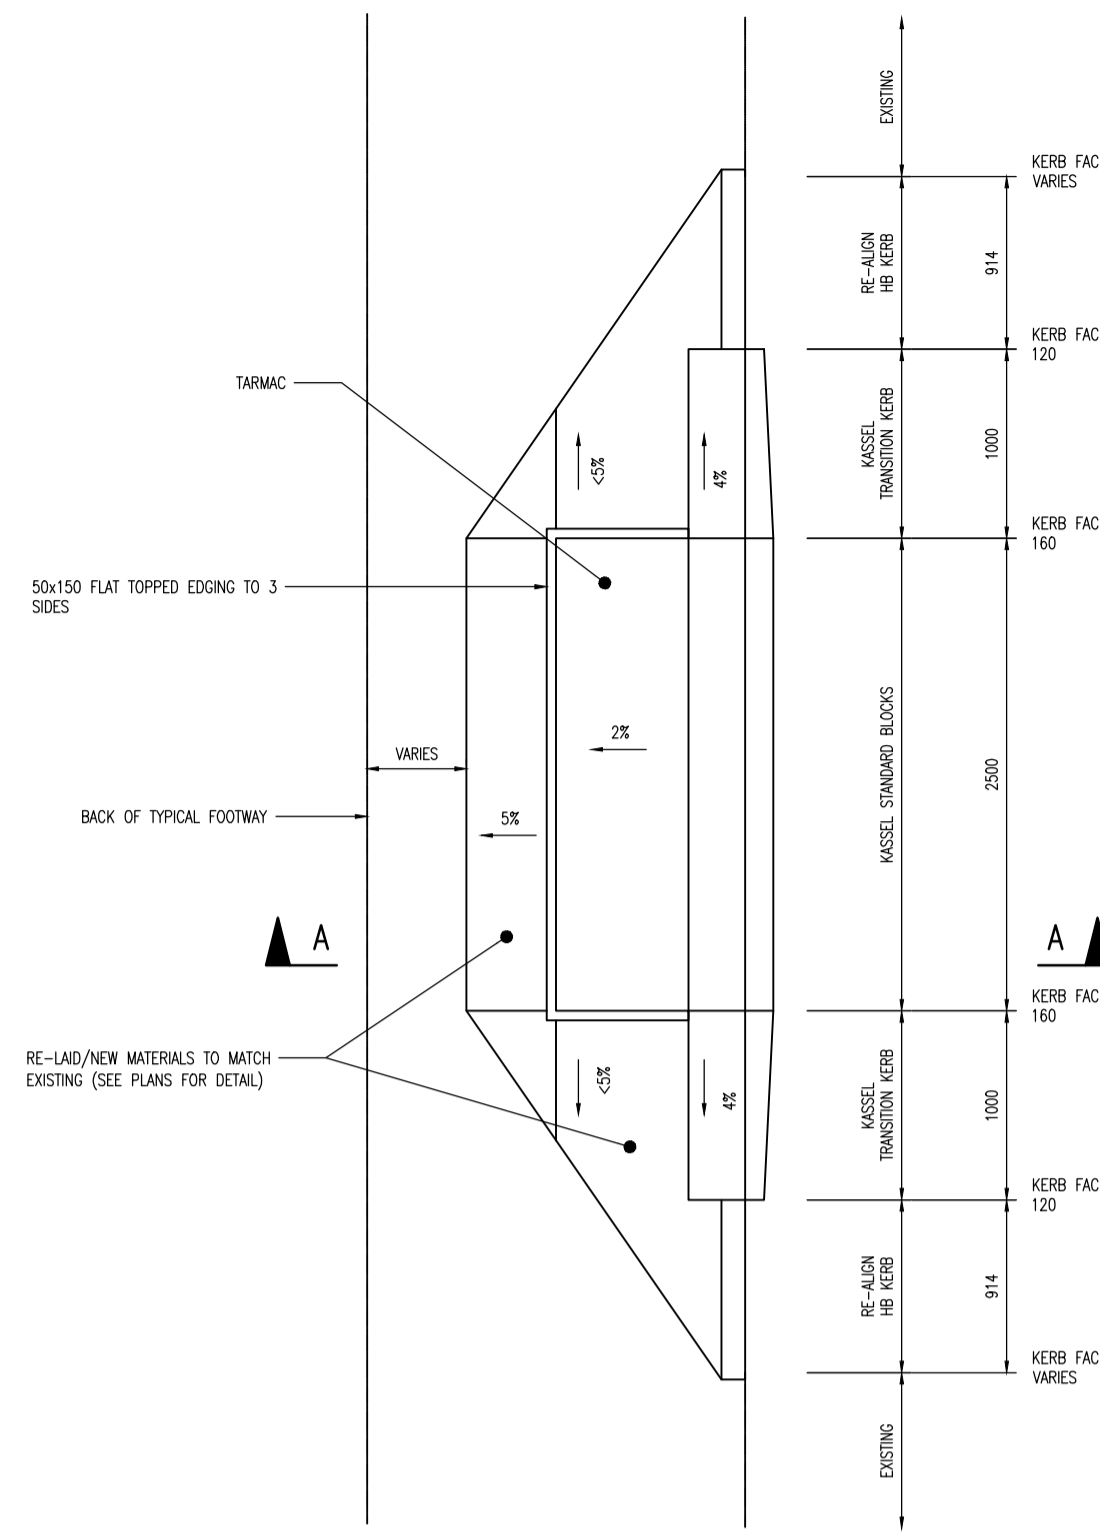 EXISTING
KERB FAC
VARIES
RE-ALIGN
HB KERB
914
KERB FAC
120
TARMAC
KASSEL
TRANSITION KERB
1000
<5%
4%
KERB FAC
160
50x150 FLAT TOPPED EDGING TO 3
SIDES
2%
VARIES
KASSEL STANDARD BLOCKS
2500
BACK OF TYPICAL FOOTWAY
5%
A
A
KERB FAC
160
RE-LAID/NEW MATERIALS TO MATCH
EXISTING (SEE PLANS FOR DETAIL)
<5%
4%
KASSEL
TRANSITION KERB
1000
KERB FAC
120
RE-ALIGN
HB KERB
914
KERB FAC
VARIES
EXISTING